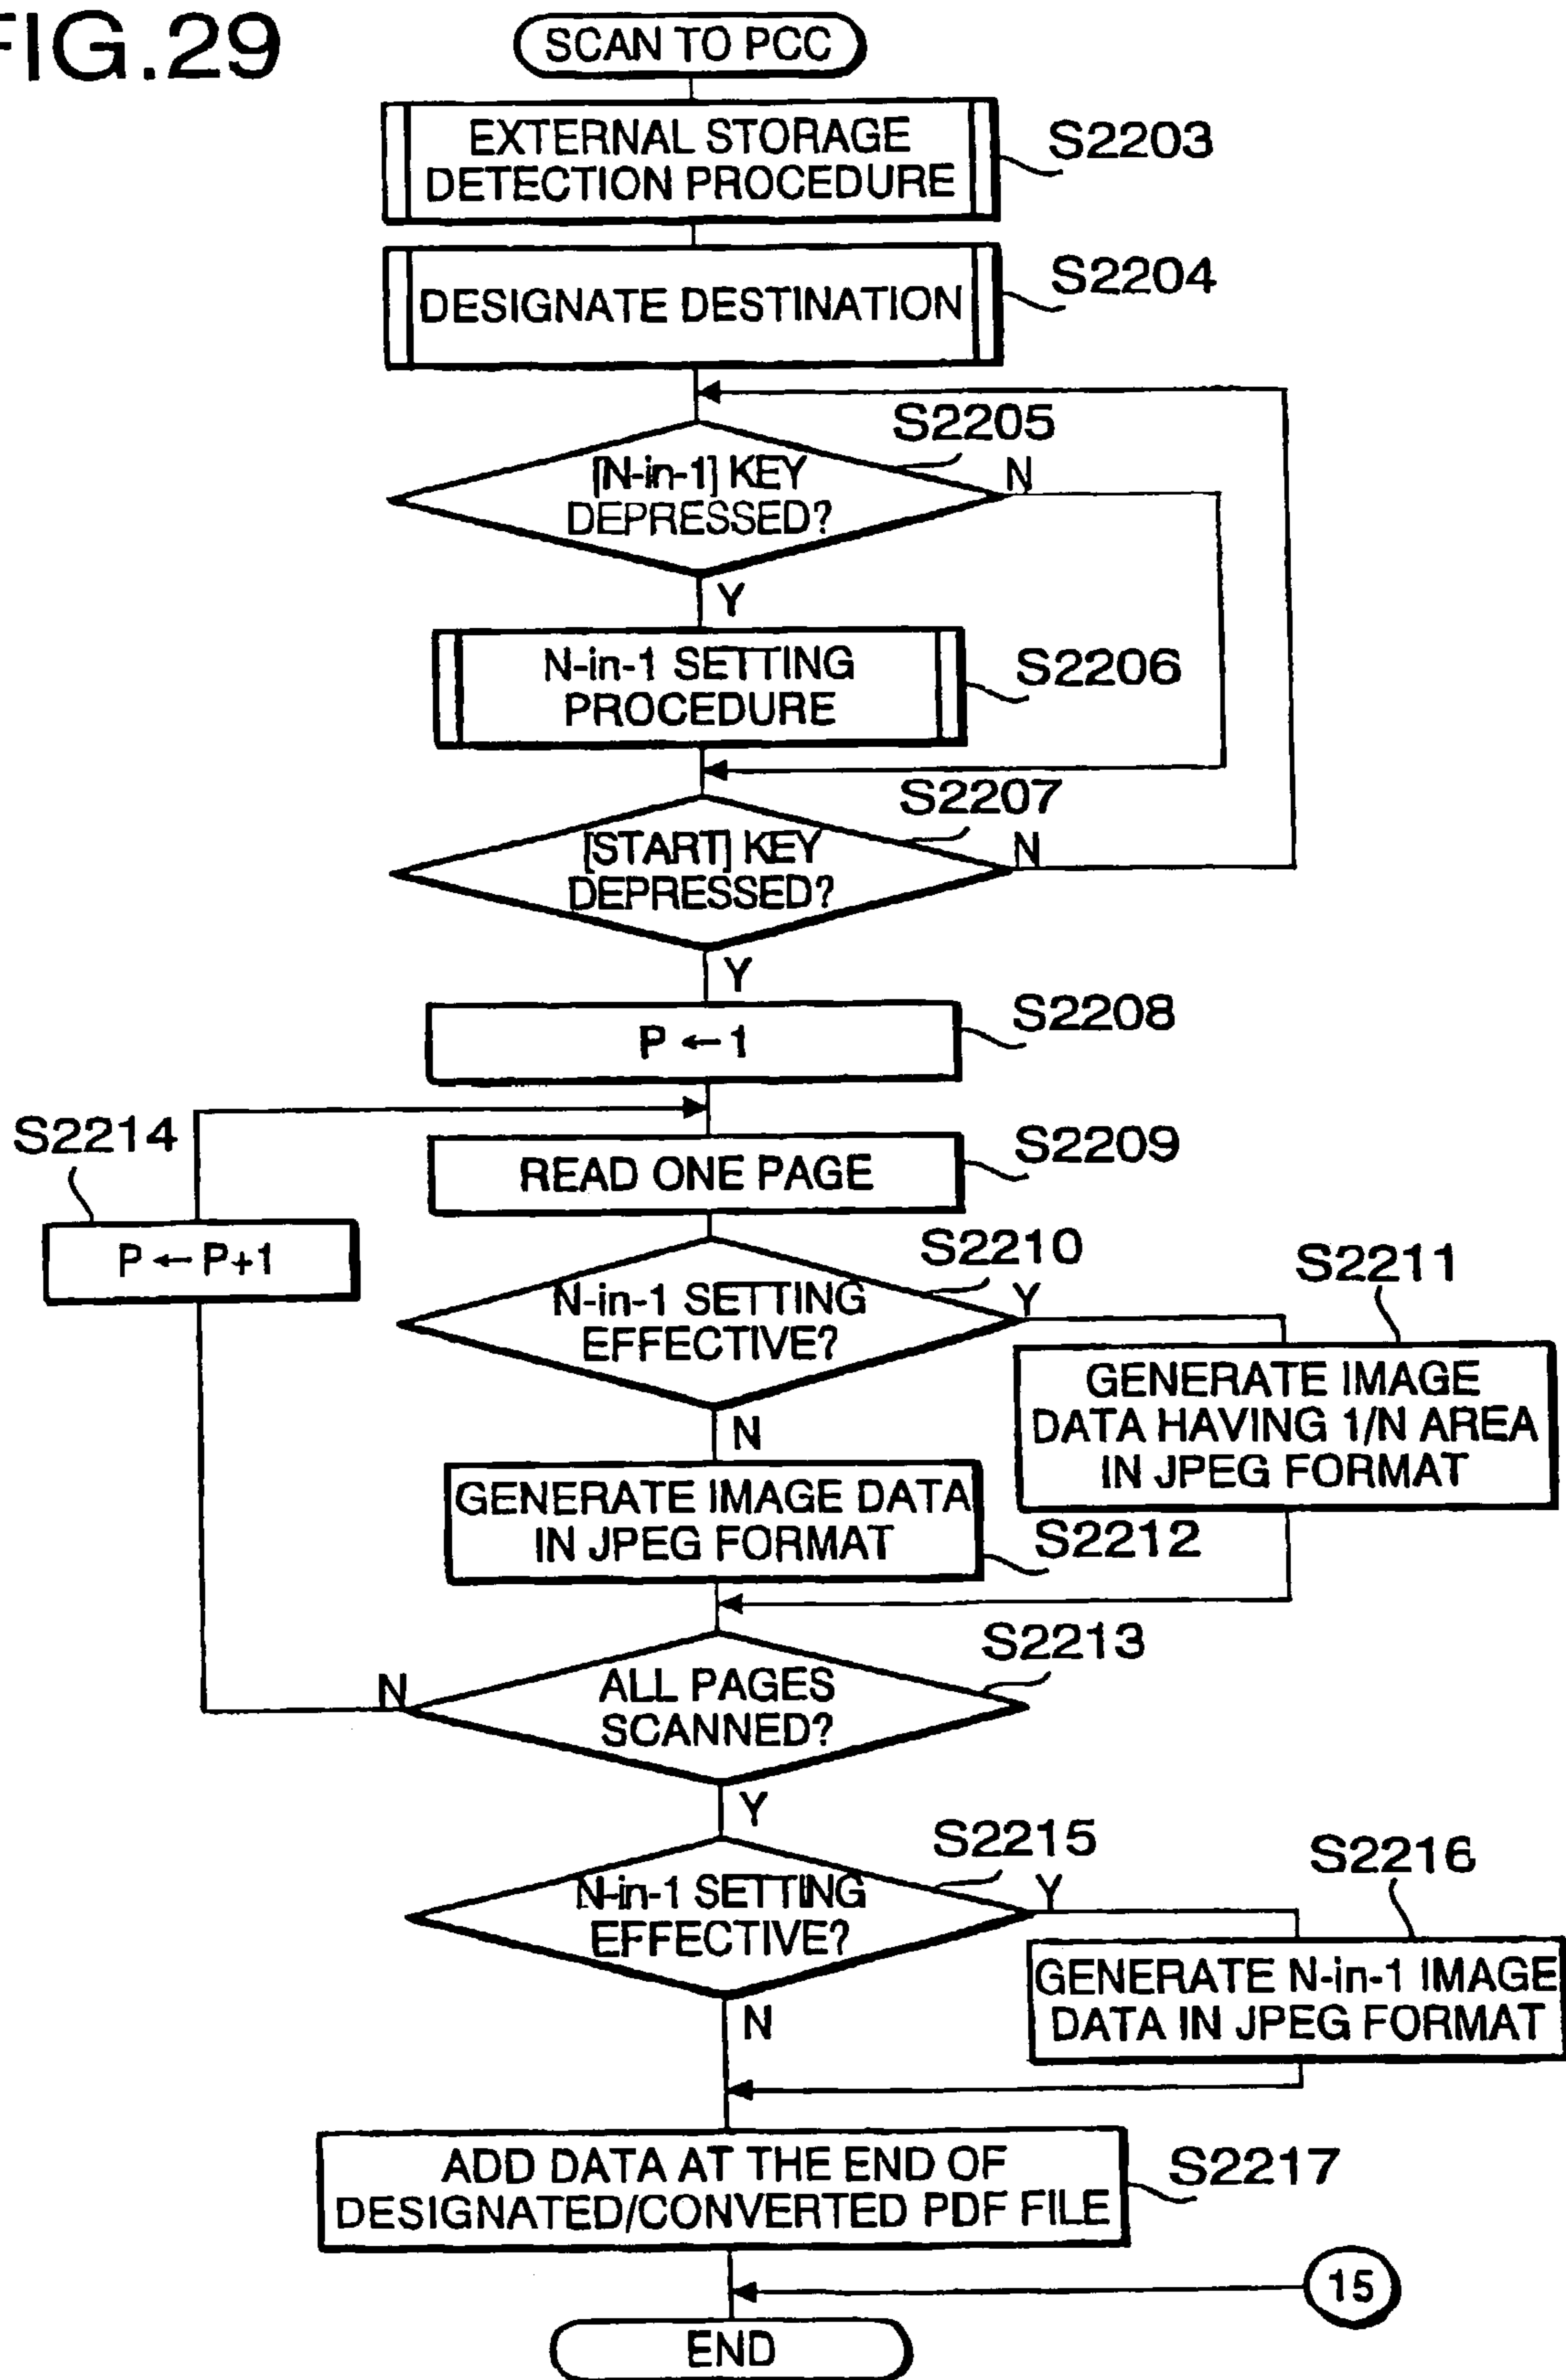 FIG.29
SCAN TO PCC
EXTERNAL STORAGE
DETECTION PROCEDURE
S2203
DESIGNATE DESTINATION
S2204
S2205
[N-in-1] KEY
DEPRESSED?
N
Y
N-in-1 SETTING
PROCEDURE
S2206
S2207
[START] KEY
DEPRESSED?
N
Y
P ← 1
S2208
S2214
READ ONE PAGE
S2209
P ← P+1
S2210
N-in-1 SETTING
EFFECTIVE?
Y
S2211
GENERATE IMAGE
DATA HAVING 1/N AREA
IN JPEG FORMAT
N
GENERATE IMAGE DATA
IN JPEG FORMAT
S2212
S2213
ALL PAGES
SCANNED?
N
Y
S2215
N-in-1 SETTING
EFFECTIVE?
Y
S2216
GENERATE N-in-1 IMAGE
DATA IN JPEG FORMAT
N
ADD DATA AT THE END OF
DESIGNATED/CONVERTED PDF FILE
S2217
15
END